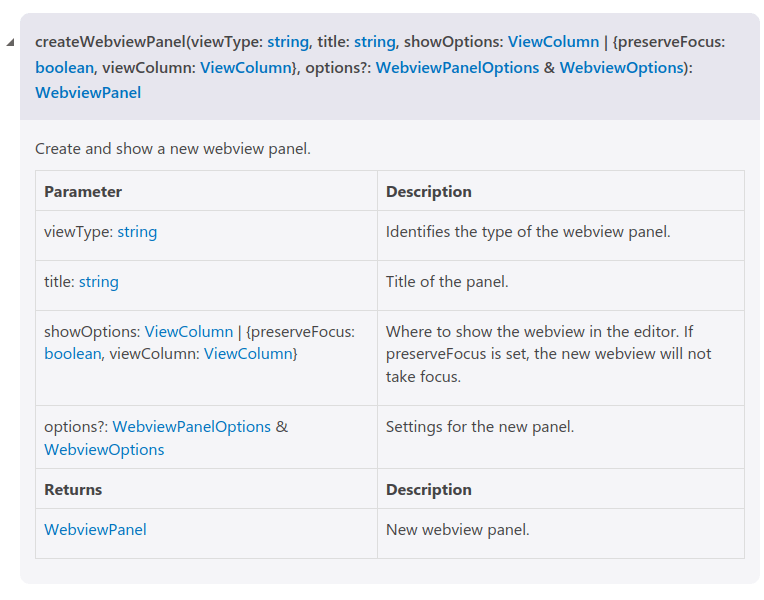 createWebviewPanel(viewType: string, title: string, showOptions: ViewColumn | {preserveFocus:
boolean, viewColumn: ViewColumn}, options?: WebviewPanelOptions & WebviewOptions):
WebviewPanel
Create and show a new webview panel.
Parameter Description
viewType: string Identifies the type of the webview panel.
title: string Title of the panel.
showOptions: ViewColumn | {preserveFocus:
boolean, viewColumn: ViewColumn}
Where to show the webview in the editor. If
preserveFocus is set, the new webview will not
take focus.
options?: WebviewPanelOptions &
WebviewOptions
Settings for the new panel.
Returns Description
WebviewPanel New webview panel.